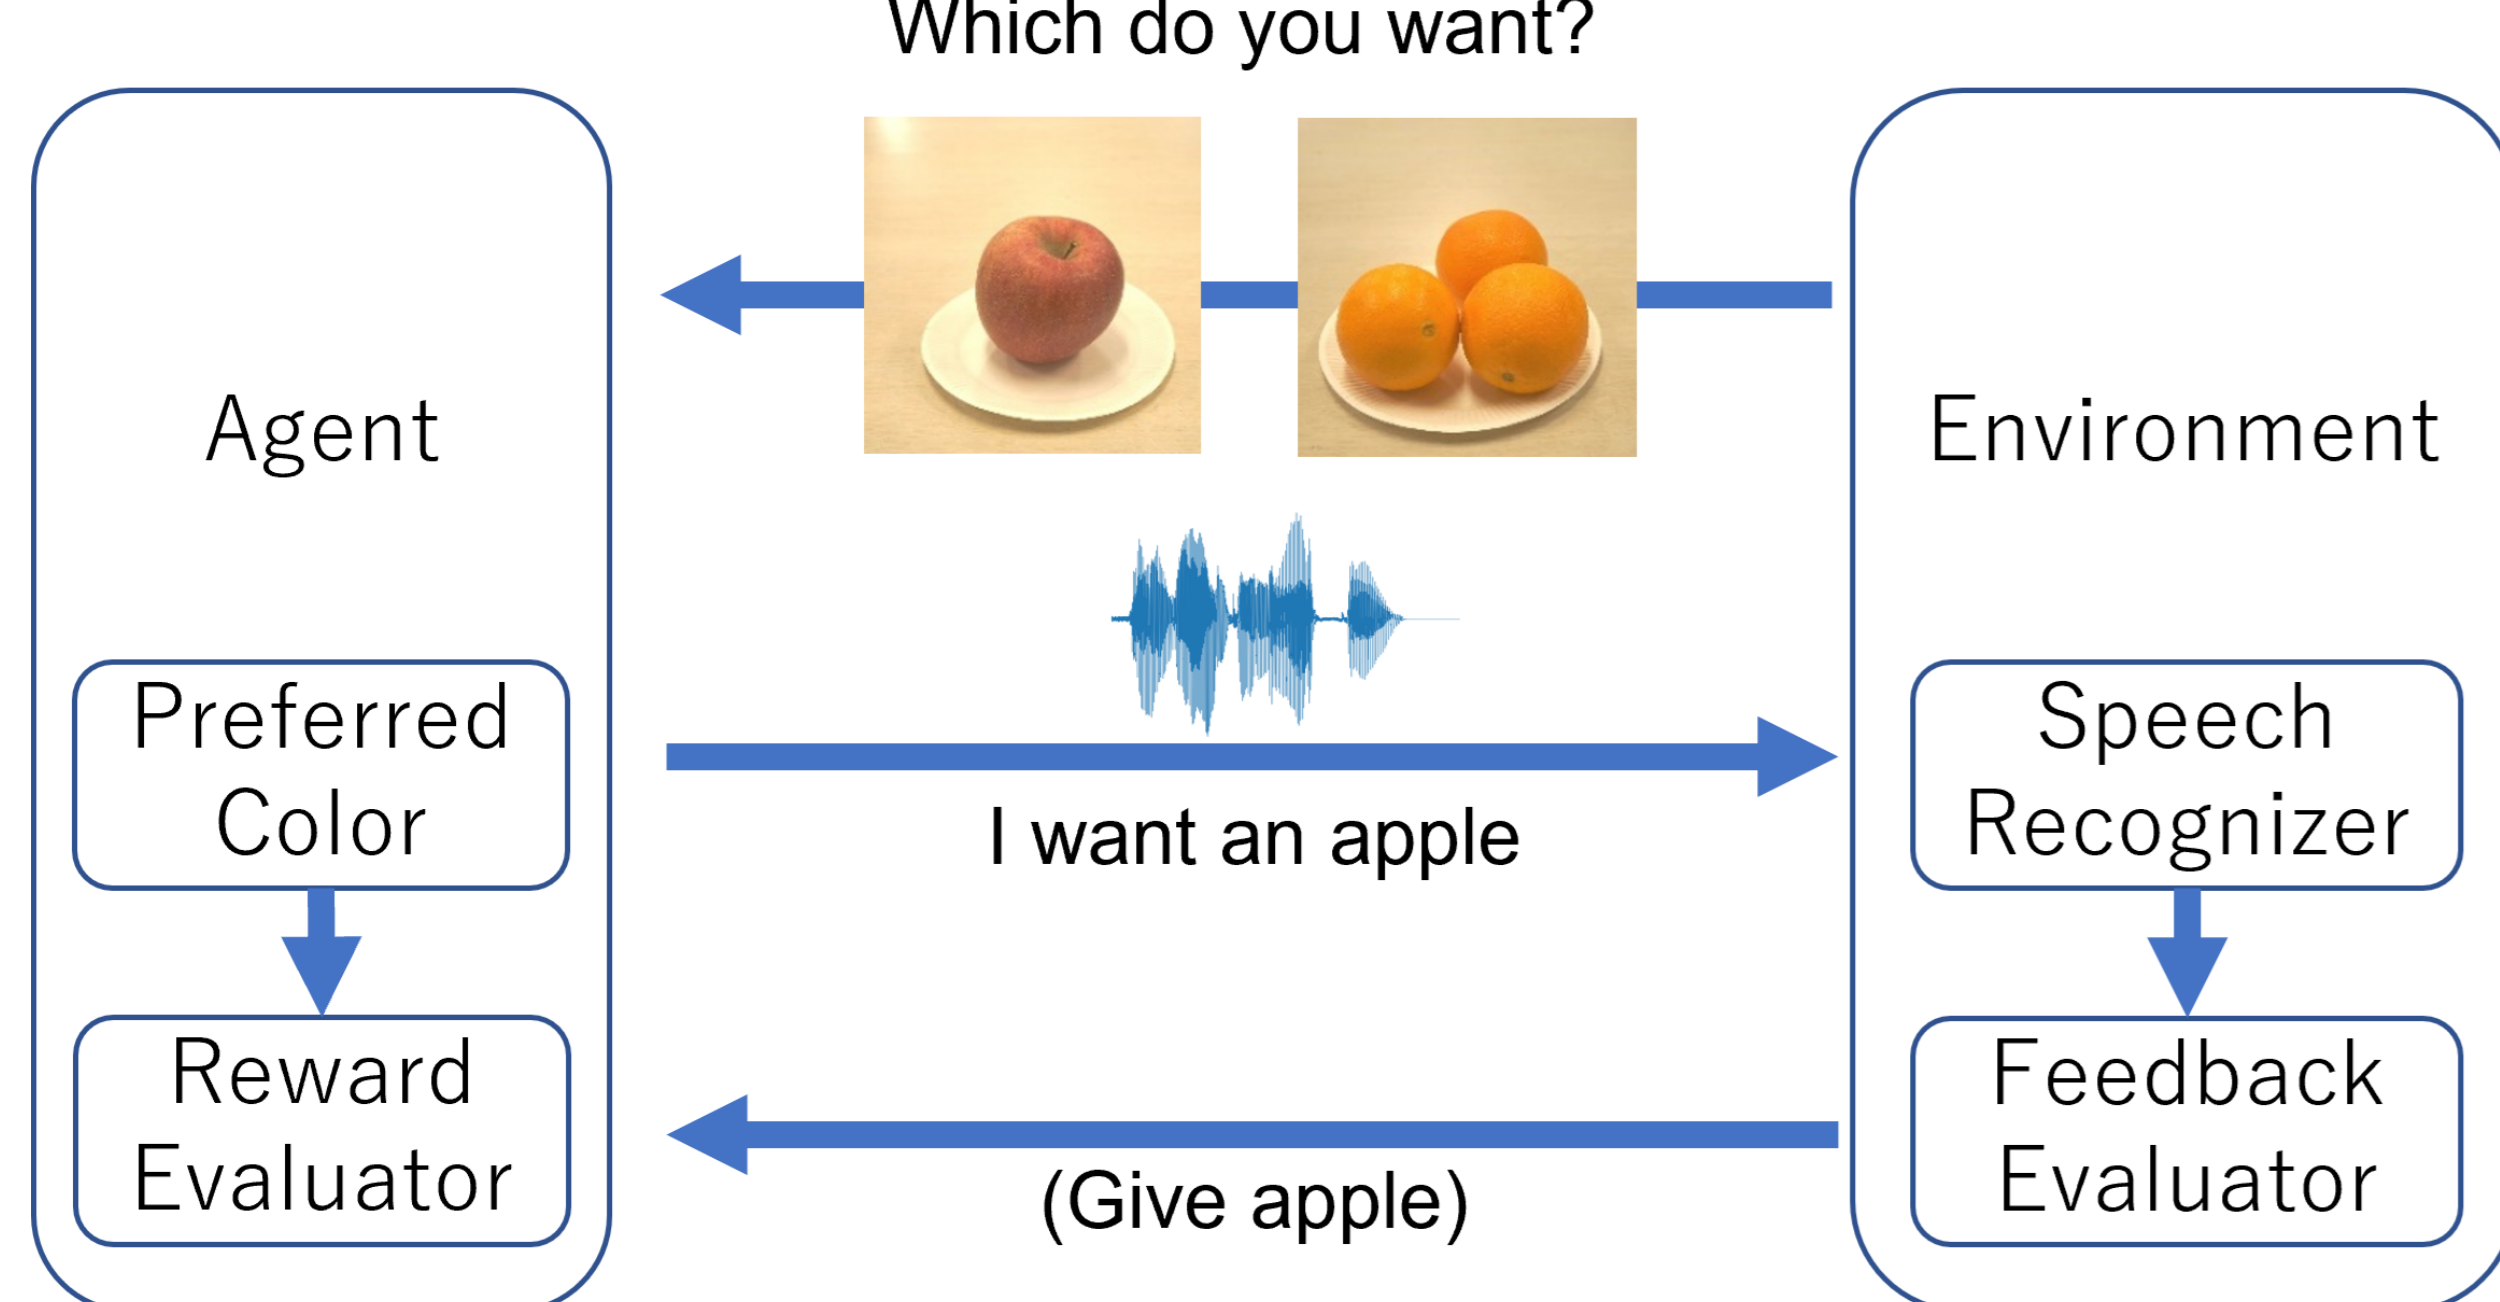 Which do you want?
Agent
Environment
Preferred
Color
Speech
Recognizer
I want an apple
Reward
Evaluator
Feedback
Evaluator
(Give apple)